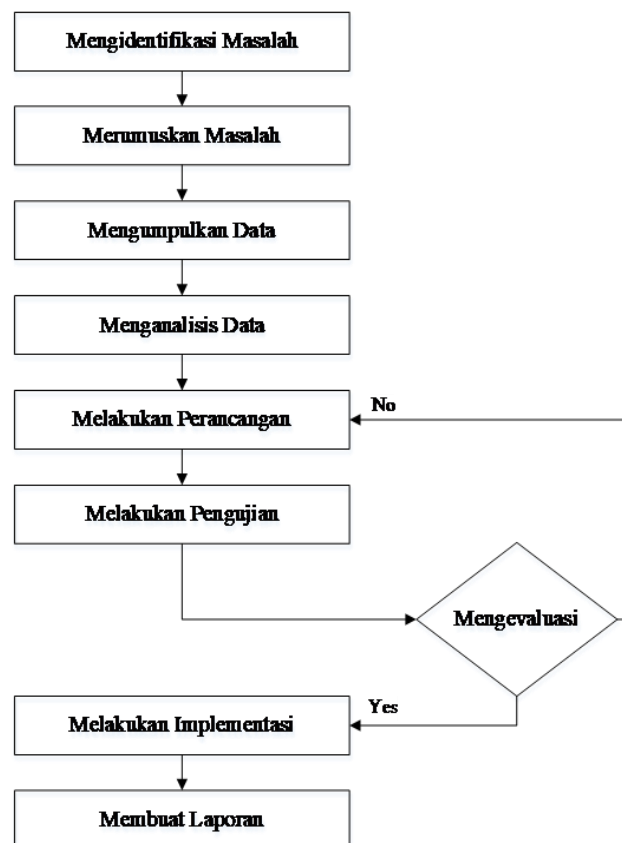 Mengidentifikasi Masalah
Merumuskan Masalah
Mengumpulkan Data
Menganalisis Data
Melakukan Perancangan
No
Melakukan Pengujian
Mengevaluasi
Yes
Melakukan Implementasi
Membuat Laporan